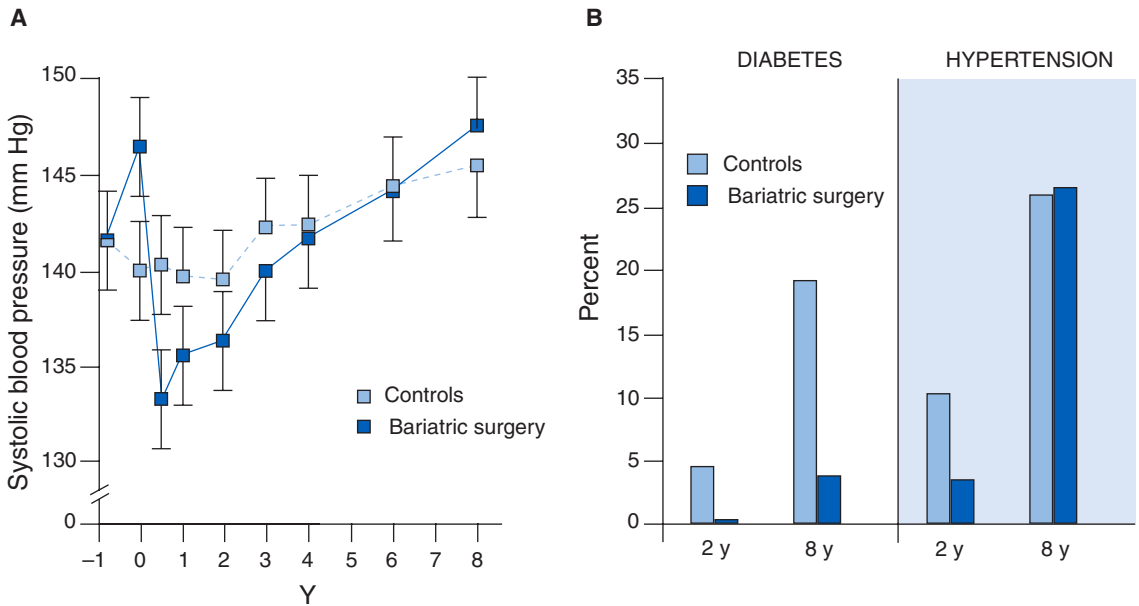 A
Systolic blood pressure (mm Hg)
150
145
140
135
130
0
–1 0 1 2 3 4 5 6 7 8
Y
Controls
Bariatric surgery
B
DIABETES HYPERTENSION
Percent
35
30
25
20
15
10
5
0
Controls
Bariatric surgery
2 y 8 y 2 y 8 y